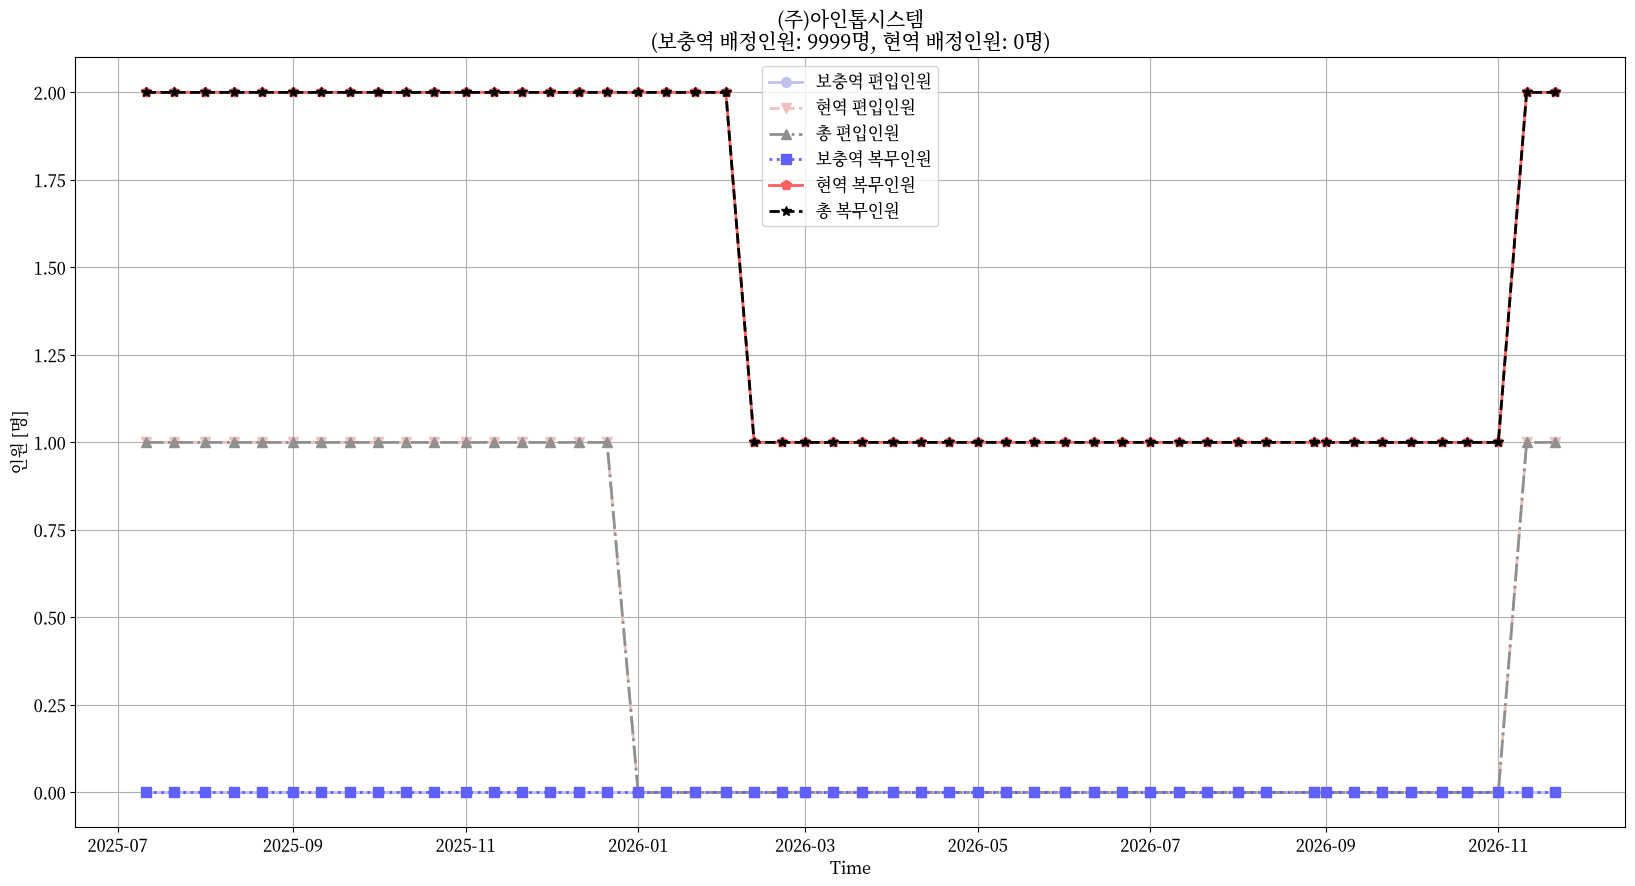 (주)아인톱시스템
(보충역 배정인원: 9999명, 현역 배정인원: 0명)
보충역 편입인원
현역 편입인원
총 편입인원
보충역 복무인원
현역 복무인원
총 복무인원
2.00
1.75
1.50
1.25
1.00
0.75
0.50
0.25
0.00
인원 [명]
2025-07
2025-09
2025-11
2026-01
2026-03
2026-05
2026-07
2026-09
2026-11
Time